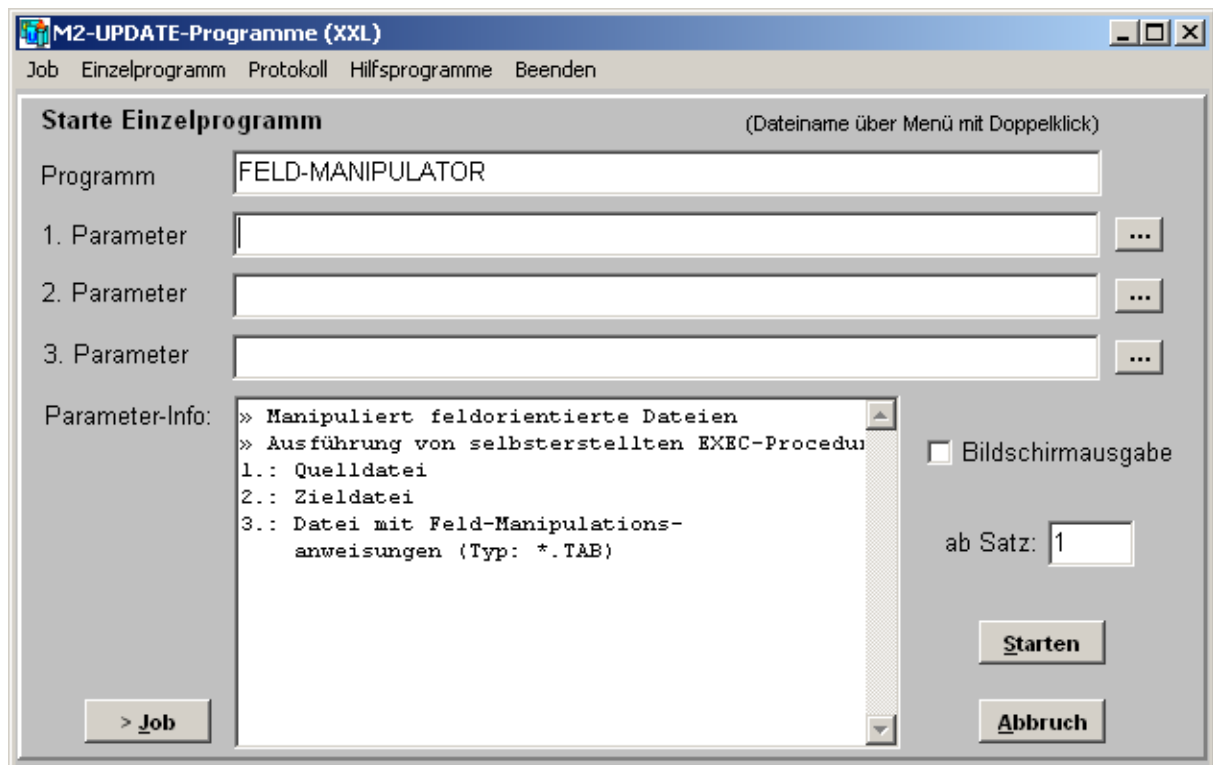 M2-UPDATE-Programme (XXL)
Job Einzelprogramm Protokoll Hilfsprogramme Beenden
Starte Einzelprogramm (Dateiname über Menü mit Doppelklick)
Programm FELD-MANIPULATOR
1. Parameter ...
2. Parameter ...
3. Parameter ...
Parameter-Info:
» Manipuliert feldorientierte Dateien
» Ausführung von selbsterstellten EXEC-Procedur
1.: Quelldatei
2.: Zieldatei
3.: Datei mit Feld-Manipulations-
anweisungen (Typ: *.TAB)
Bildschirmausgabe
ab Satz: 1
Starten
> Job
Abbruch